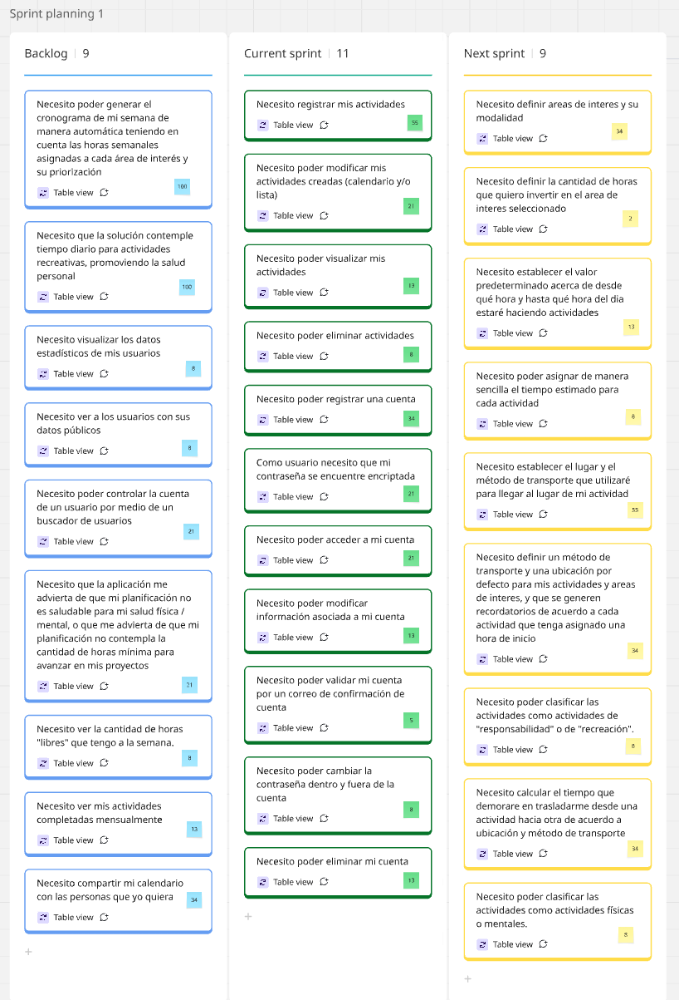 Sprint planning 1
Backlog | 9
Necesito poder generar el
cronograma de mi semana de
manera automática teniendo en
cuenta las horas semanales
asignadas a cada área de interés y
su priorización
100
Table view
Necesito que la solución contemple
tiempo diario para actividades
recreativas, promoviendo la salud
personal
100
Table view
Necesito visualizar los datos
estadísticos de mis usuarios
8
Table view
Necesito ver a los usuarios con sus
datos públicos
8
Table view
Necesito poder controlar la cuenta
de un usuario por medio de un
buscador de usuarios
21
Table view
Necesito que la aplicación me
advierta de que mi planificación no
es saludable para mi salud física /
mental, o que me advierta de que mi
planificación no contempla la
cantidad de horas mínima para
avanzar en mis proyectos
21
Table view
Necesito ver la cantidad de horas
"libres" que tengo a la semana.
8
Table view
Necesito ver mis actividades
completadas mensualmente
13
Table view
Necesito compartir mi calendario
con las personas que yo quiera
34
Table view
+
Current sprint | 11
Necesito registrar mis actividades
55
Table view
Necesito poder modificar mis
actividades creadas (calendario y/o
lista)
21
Table view
Necesito poder visualizar mis
actividades
13
Table view
Necesito poder eliminar actividades
8
Table view
Necesito poder registrar una cuenta
34
Table view
Como usuario necesito que mi
contraseña se encuentre encriptada
21
Table view
Necesito poder acceder a mi cuenta
21
Table view
Necesito poder modificar
información asociada a mi cuenta
13
Table view
Necesito poder validar mi cuenta
por un correo de confirmación de
cuenta
5
Table view
Necesito poder cambiar la
contraseña dentro y fuera de la
cuenta
8
Table view
Necesito poder eliminar mi cuenta
13
Table view
+
Next sprint | 9
Necesito definir areas de interes y su
modalidad
34
Table view
Necesito definir la cantidad de horas
que quiero invertir en el area de
interes seleccionado
2
Table view
Necesito establecer el valor
predeterminado acerca de desde
qué hora y hasta qué hora del dia
estaré haciendo actividades
13
Table view
Necesito poder asignar de manera
sencilla el tiempo estimado para
cada actividad
Table view
Necesito establecer el lugar y el
método de transporte que utilizaré
para llegar al lugar de mi actividad
55
Table view
Necesito definir un método de
transporte y una ubicación por
defecto para mis actividades y areas
de interes, y que se generen
recordatorios de acuerdo a cada
actividad que tenga asignado una
hora de inicio
34
Table view
Necesito poder clasificar las
actividades como actividades de
"responsabilidad" o de "recreación".
8
Table view
Necesito calcular el tiempo que
demorare en trasladarme desde una
actividad hacia otra de acuerdo a
ubicación y método de transporte
34
Table view
Necesito poder clasificar las
actividades como actividades físicas
o mentales.
Table view
+